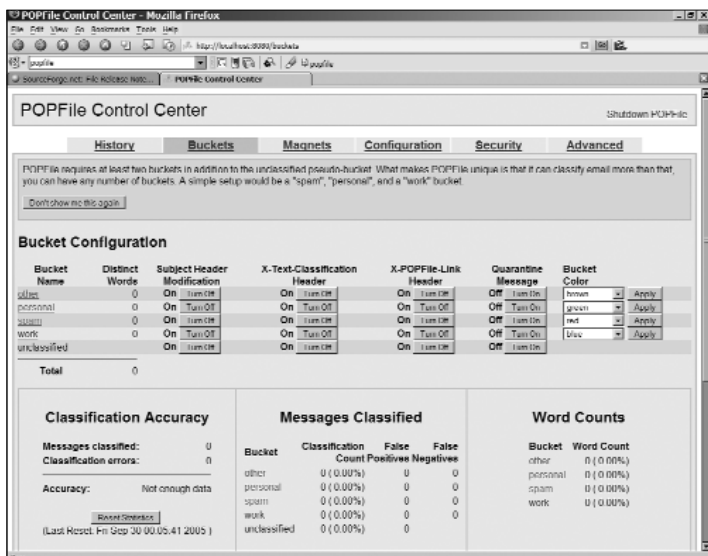 POPFile Control Center - Mozilla Firefox
File Edit View Go Bookmarks Tools Help
http://localhost:8080/buckets
popfile popfile
SourceForge.net: File Release Note... POPFile Control Center
POPFile Control Center Shutdown POPFile
History Buckets Magnets Configuration Security Advanced
POPFile requires at least two buckets in addition to the unclassified pseudo-bucket. What makes POPFile unique is that it can classify email more than that,
you can have any number of buckets. A simple setup would be a "spam", "personal", and a "work" bucket.
Don't show me this again
Bucket Configuration
Bucket Distinct Subject Header X-Text-Classification X-POPFile-Link Quarantine Bucket
Name Words Modification Header Header Message Color
other 0 On Turn Off On Turn Off On Turn Off Off Turn On brown Apply
personal 0 On Turn Off On Turn Off On Turn Off Off Turn On green Apply
spam 0 On Turn Off On Turn Off On Turn Off Off Turn On red Apply
work 0 On Turn Off On Turn Off On Turn Off Off Turn On blue Apply
unclassified On Turn Off On Turn Off On Turn Off Off Turn On
Total 0
Classification Accuracy
Messages classified: 0
Classification errors: 0
Accuracy: Not enough data
Reset Statistics
(Last Reset: Fri Sep 30 00:05:41 2005 )
Messages Classified
Classification False False
Bucket Count Positives Negatives
other 0 ( 0.00%) 0 0
personal 0 ( 0.00%) 0 0
spam 0 ( 0.00%) 0 0
work 0 ( 0.00%) 0 0
unclassified 0 ( 0.00%) 0
Word Counts
Bucket Word Count
other 0 ( 0.00%)
personal 0 ( 0.00%)
spam 0 ( 0.00%)
work 0 ( 0.00%)